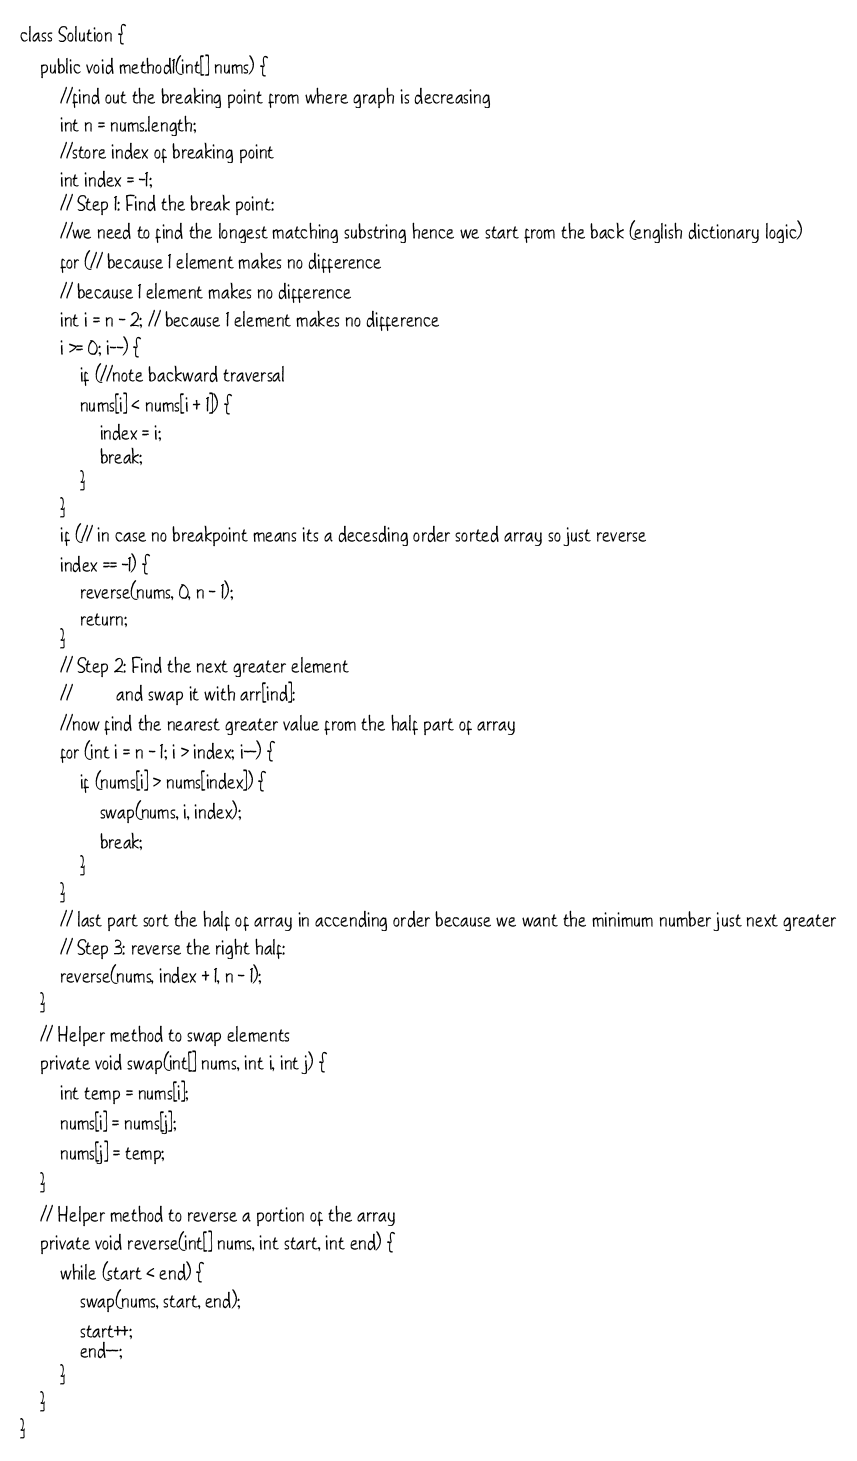 class Solution {
    public void method1(int[] nums) {
        //find out the breaking point from where graph is decreasing
        int n = nums.length;
        //store index of breaking point
        int index = -1;
        // Step 1: Find the break point:
        //we need to find the longest matching substring hence we start from the back (english dictionary logic)
        for (// because 1 element makes no difference
        // because 1 element makes no difference
        int i = n - 2; // because 1 element makes no difference
        i >= 0; i--) {
            if (//note backward traversal
            nums[i] < nums[i + 1]) {
                index = i;
                break;
            }
        }
        if (// in case no breakpoint means its a decesding order sorted array so just reverse
        index == -1) {
            reverse(nums, 0, n - 1);
            return;
        }
        // Step 2: Find the next greater element
        //         and swap it with arr[ind]:
        //now find the nearest greater value from the half part of array
        for (int i = n - 1; i > index; i--) {
            if (nums[i] > nums[index]) {
                swap(nums, i, index);
                break;
            }
        }
        // last part sort the half of array in accending order because we want the minimum number just next greater
        // Step 3: reverse the right half:
        reverse(nums, index + 1, n - 1);
    }
    // Helper method to swap elements
    private void swap(int[] nums, int i, int j) {
        int temp = nums[i];
        nums[i] = nums[j];
        nums[j] = temp;
    }
    // Helper method to reverse a portion of the array
    private void reverse(int[] nums, int start, int end) {
        while (start < end) {
            swap(nums, start, end);
            start++;
            end--;
        }
    }
}